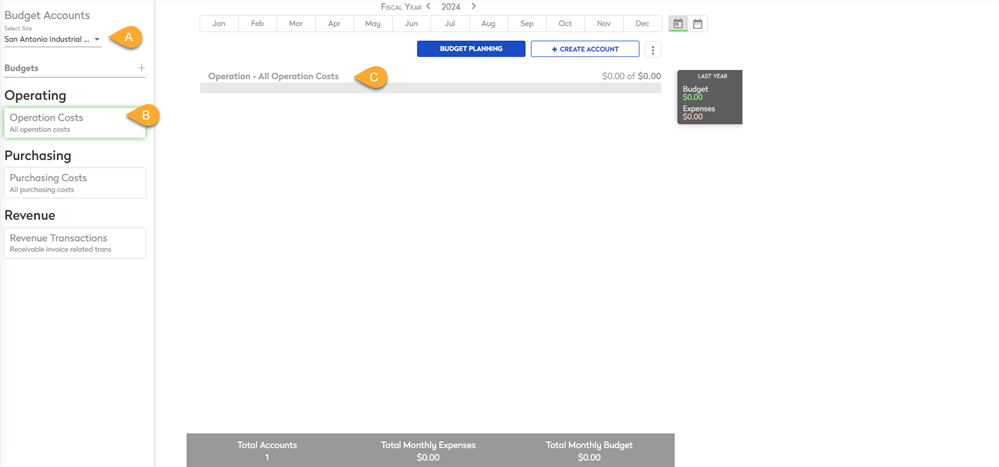 Budget Accounts
Select Site
San Antonio Industrial ...
A
Budgets
Operating
Operation Costs
All operation costs
B
Purchasing
Purchasing Costs
All purchasing costs
Revenue
Revenue Transactions
Receivable invoice related trans
Fiscal Year 2024
Jan Feb Mar Apr May Jun Jul Aug Sep Oct Nov Dec
BUDGET PLANNING
+ CREATE ACCOUNT
Operation - All Operation Costs
C
$0.00 of $0.00
LAST YEAR
Budget
$0.00
Expenses
$0.00
Total Accounts Total Monthly Expenses Total Monthly Budget
1 $0.00 $0.00